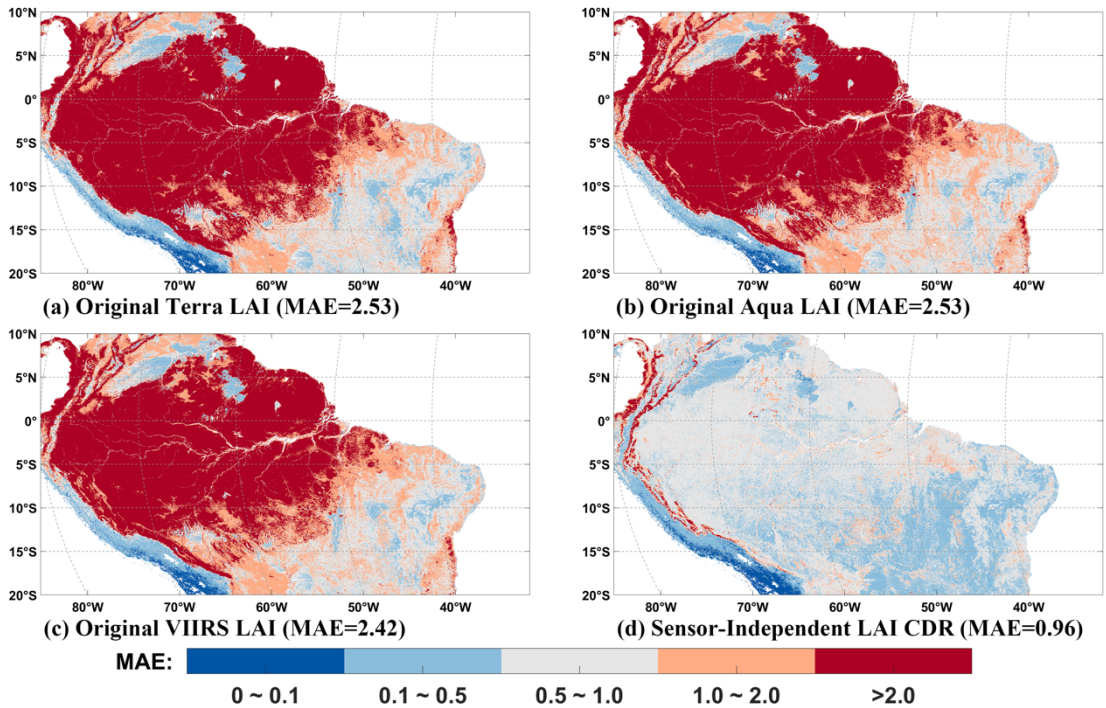 10°N
10°N
5°N
5°N
0°
0°
5°S
5°S
10°S
10°S
15°S
15°S
20°S
20°S
80°W 70°W 60°W 50°W 40°W
80°W 70°W 60°W 50°W 40°W
(a) Original Terra LAI (MAE=2.53)
(b) Original Aqua LAI (MAE=2.53)
10°N
10°N
5°N
5°N
0°
0°
5°S
5°S
10°S
10°S
15°S
15°S
20°S
20°S
80°W 70°W 60°W 50°W 40°W
80°W 70°W 60°W 50°W 40°W
(c) Original VIIRS LAI (MAE=2.42)
(d) Sensor-Independent LAI CDR (MAE=0.96)
MAE:
0 ~ 0.1 0.1 ~ 0.5 0.5 ~ 1.0 1.0 ~ 2.0 >2.0